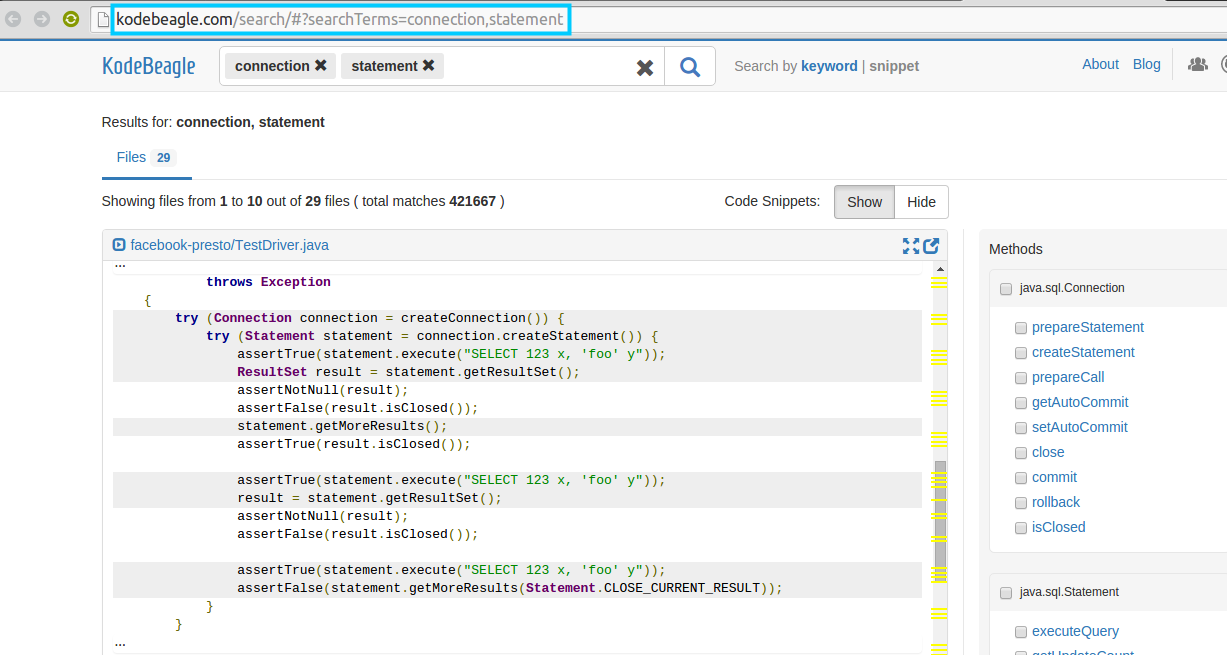 kodebeagle.com/search/#?searchTerms=connection,statement
KodeBeagle connection ✖ statement ✖ ✖ Search by keyword | snippet About Blog
Results for: connection, statement
Files 29
Showing files from 1 to 10 out of 29 files ( total matches 421667 ) Code Snippets: Show Hide
facebook-presto/TestDriver.java
...
throws Exception
{
try (Connection connection = createConnection()) {
try (Statement statement = connection.createStatement()) {
assertTrue(statement.execute("SELECT 123 x, 'foo' y"));
ResultSet result = statement.getResultSet();
assertNotNull(result);
assertFalse(result.isClosed());
statement.getMoreResults();
assertTrue(result.isClosed());
assertTrue(statement.execute("SELECT 123 x, 'foo' y"));
result = statement.getResultSet();
assertNotNull(result);
assertFalse(result.isClosed());
assertTrue(statement.execute("SELECT 123 x, 'foo' y"));
assertFalse(statement.getMoreResults(Statement.CLOSE_CURRENT_RESULT));
}
}
...
Methods
java.sql.Connection
prepareStatement
createStatement
prepareCall
getAutoCommit
setAutoCommit
close
commit
rollback
isClosed
java.sql.Statement
executeQuery
getUpdateCount